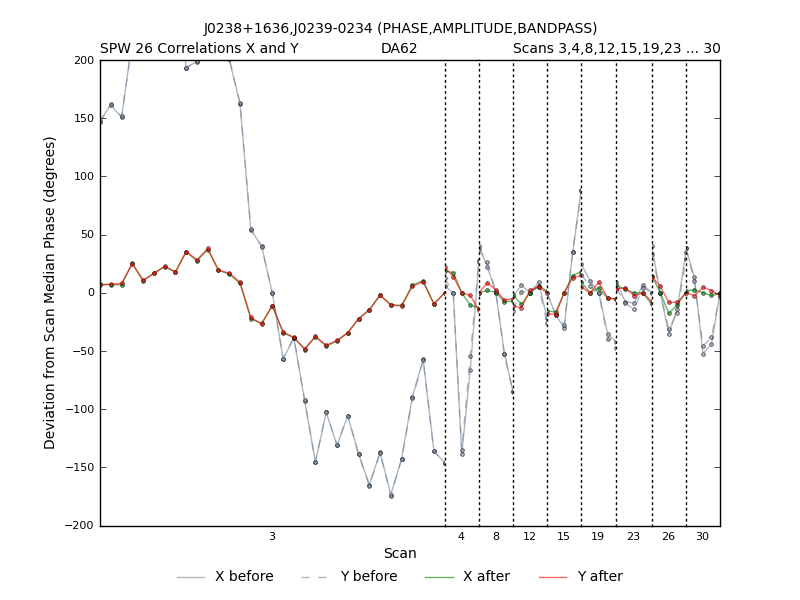 J0238+1636,J0239-0234 (PHASE,AMPLITUDE,BANDPASS)
SPW 26 Correlations X and Y DA62 Scans 3,4,8,12,15,19,23 ... 30
200
150
100
50
0
−50
−100
−150
−200
Deviation from Scan Median Phase (degrees)
3 4 8 12 15 19 23 26 30
Scan
X before Y before X after Y after